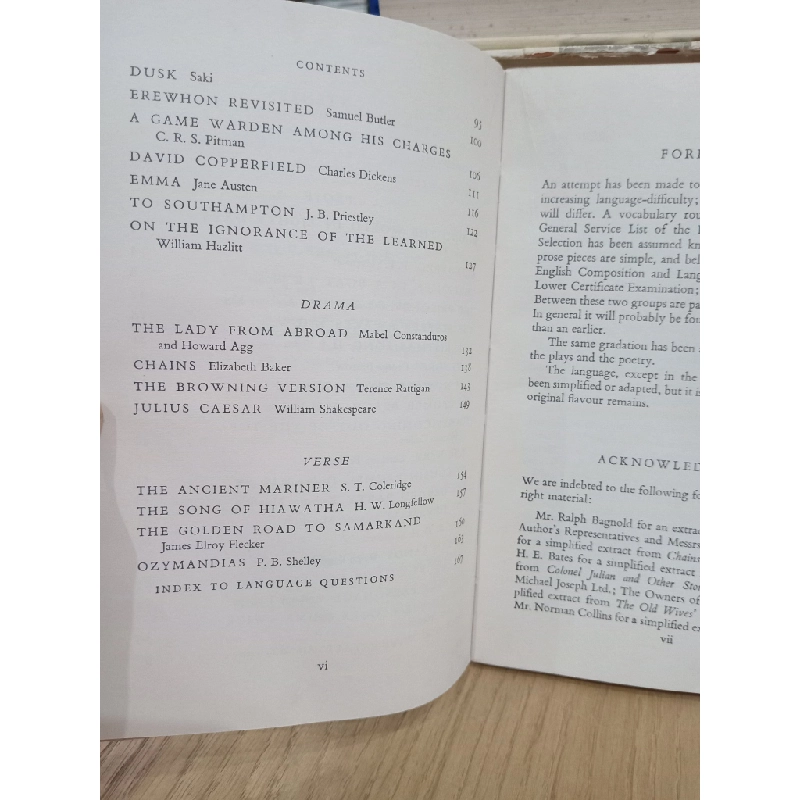 CONTENTS
DUSK Saki 95
EREWHON REVISITED Samuel Butler 100
A GAME WARDEN AMONG HIS CHARGES
C. R. S. Pitman 106
DAVID COPPERFIELD Charles Dickens 111
EMMA Jane Austen 116
TO SOUTHAMPTON J. B. Priestley 122
ON THE IGNORANCE OF THE LEARNED
William Hazlitt 127
DRAMA
THE LADY FROM ABROAD Mabel Constanduros
and Howard Agg 132
CHAINS Elizabeth Baker 138
THE BROWNING VERSION Terence Rattigan 143
JULIUS CAESAR William Shakespeare 149
VERSE
THE ANCIENT MARINER S. T. Coleridge 154
THE SONG OF HIAWATHA H. W. Longfellow 157
THE GOLDEN ROAD TO SAMARKAND
James Elroy Flecker
OZYMANDIAS P. B. Shelley
INDEX TO LANGUAGE QUESTIONS 167
vi
FOR
An attempt has been made to
increasing language-difficulty;
will differ. A vocabulary rou
General Service List of the
Selection has been assumed kn
prose pieces are simple, and bel
English Composition and Lang
Lower Certificate Examination;
Between these two groups are pa
In general it will probably be fou
than an earlier.
The same gradation has been
the plays and the poetry.
The language, except in the
been simplified or adapted, but it is
original flavour remains.
ACKNOWLED
We are indebted to the following fo
right material:
Mr. Ralph Bagnold for an extrac
Author's Representatives and Messrs
for a simplified extract from Chains
H. E. Bates for a simplified extract
from Colonel Julian and Other Stor
Michael Joseph Ltd.; The Owners of
plified extract from The Old Wives'
Mr. Norman Collins for a simplified ex
vii